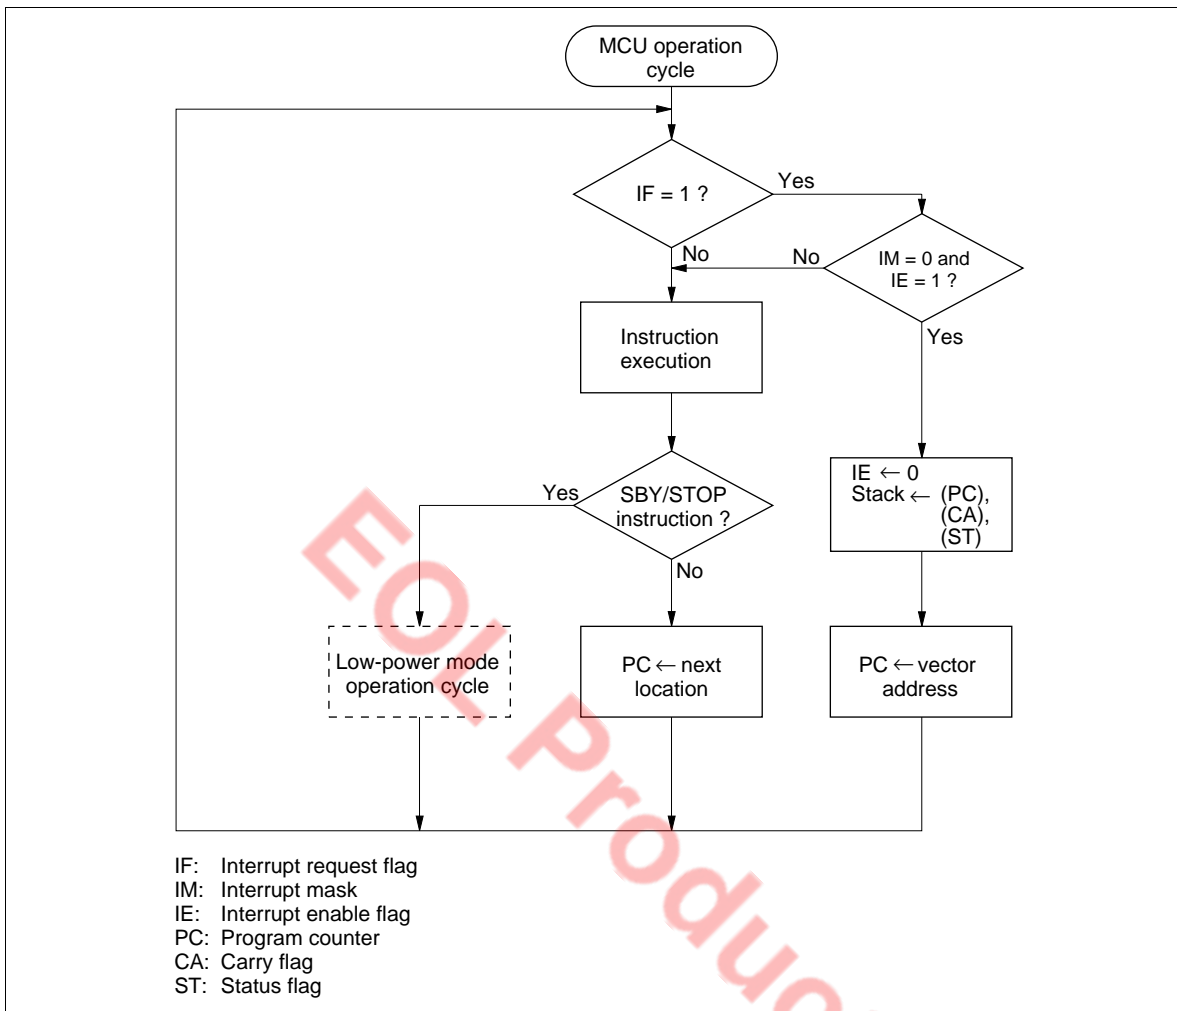 MCU operation
cycle
IF = 1 ?
Yes
No
No
IM = 0 and
IE = 1 ?
Yes
Instruction
execution
Yes
SBY/STOP
instruction ?
No
IE ← 0
Stack ← (PC),
(CA),
(ST)
Low-power mode
operation cycle
PC ← next
location
PC ← vector
address
IF: Interrupt request flag
IM: Interrupt mask
IE: Interrupt enable flag
PC: Program counter
CA: Carry flag
ST: Status flag
EOL Produc